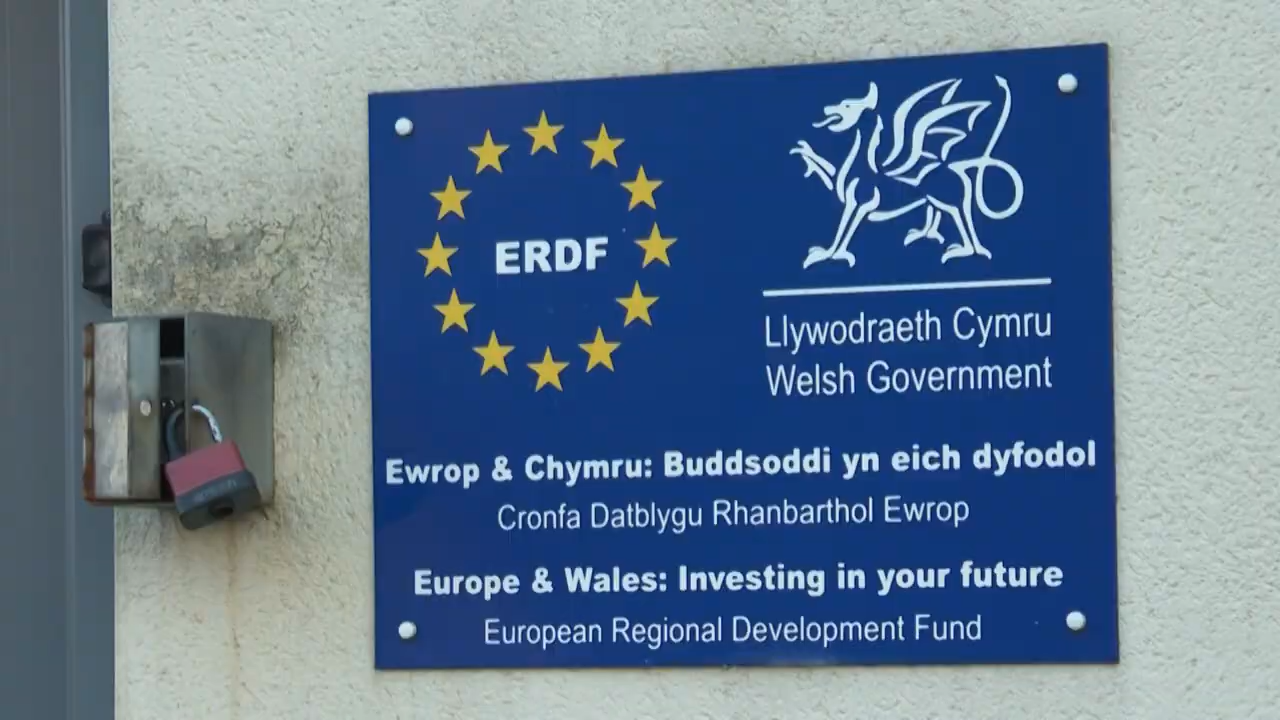 ERDF
Llywodraeth Cymru
Welsh Government
Ewrop & Chymru: Buddsoddi yn eich dyfodol
Cronfa Datblygu Rhanbarthol Ewrop
Europe & Wales: Investing in your future
European Regional Development Fund